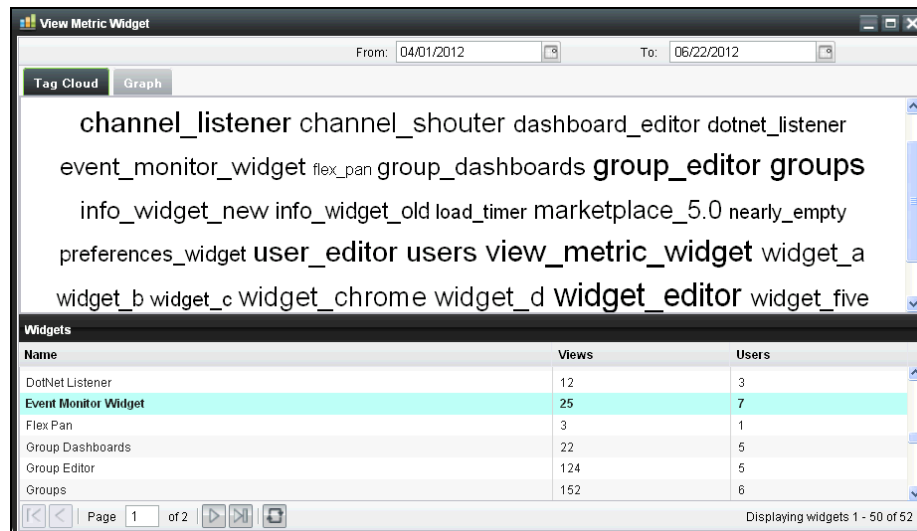 View Metric Widget
From: 04/01/2012 To: 06/22/2012
Tag Cloud Graph
channel_listener channel_shouter dashboard_editor dotnet_listener
event_monitor_widget flex_pan group_dashboards group_editor groups
info_widget_new info_widget_old load_timer marketplace_5.0 nearly_empty
preferences_widget user_editor users view_metric_widget widget_a
widget_b widget_c widget_chrome widget_d widget_editor widget_five
Widgets
Name Views Users
DotNet Listener 12 3
Event Monitor Widget 25 7
Flex Pan 3 1
Group Dashboards 22 5
Group Editor 124 5
Groups 152 6
Page 1 of 2 Displaying widgets 1 - 50 of 52